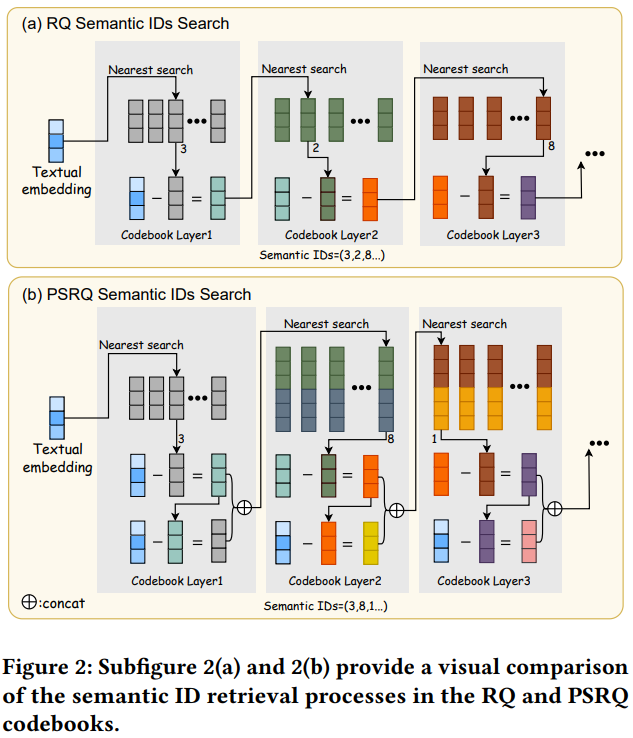 (a) RQ Semantic IDs Search
Nearest search
Nearest search
Nearest search
3
2
8
Textual
embedding
Codebook Layer1
Codebook Layer2
Codebook Layer3
Semantic IDs=(3,2,8...)
(b) PSRQ Semantic IDs Search
Nearest search
Nearest search
Nearest search
3
8
1
Textual
embedding
Codebook Layer1
Codebook Layer2
Codebook Layer3
⊕:concat
Semantic IDs=(3,8,1...)
Figure 2: Subfigure 2(a) and 2(b) provide a visual comparison
of the semantic ID retrieval processes in the RQ and PSRQ
codebooks.